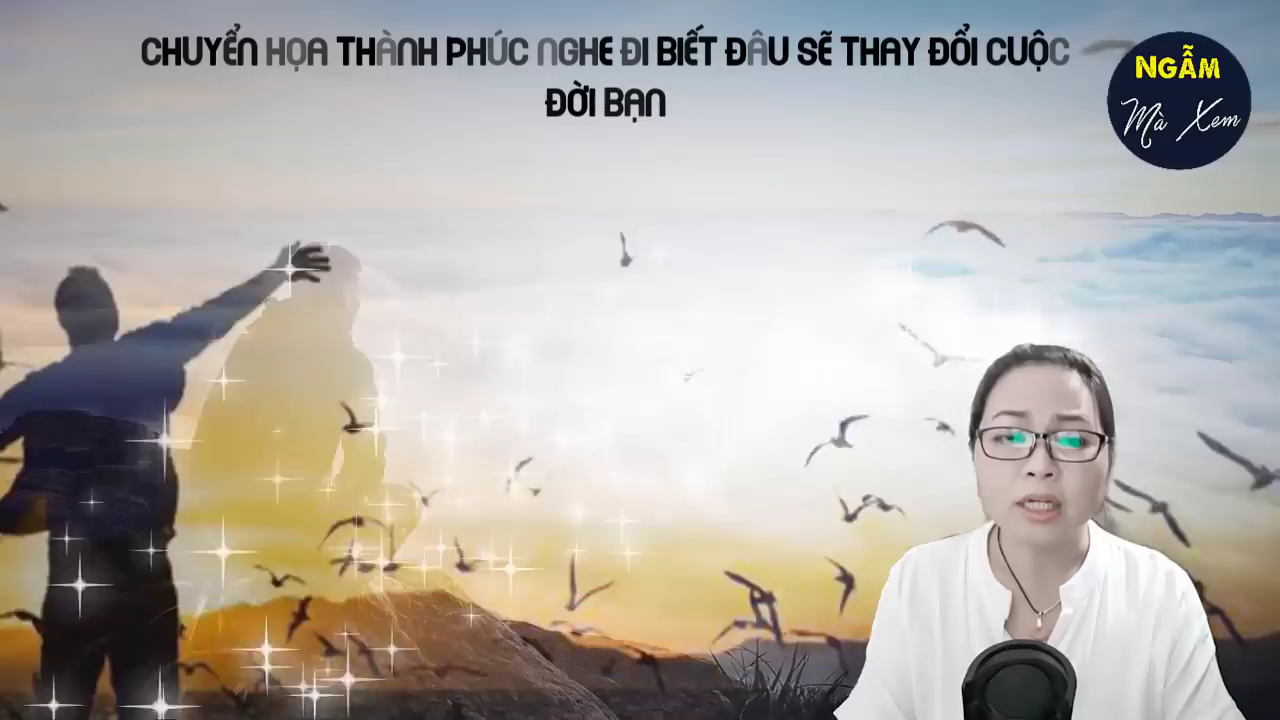 CHUYỂN HỌA THÀNH PHÚC NGHE ĐI BIẾT ĐÂU SẼ THAY ĐỔI CUỘC
ĐỜI BẠN
NGẪM
Mà Xem